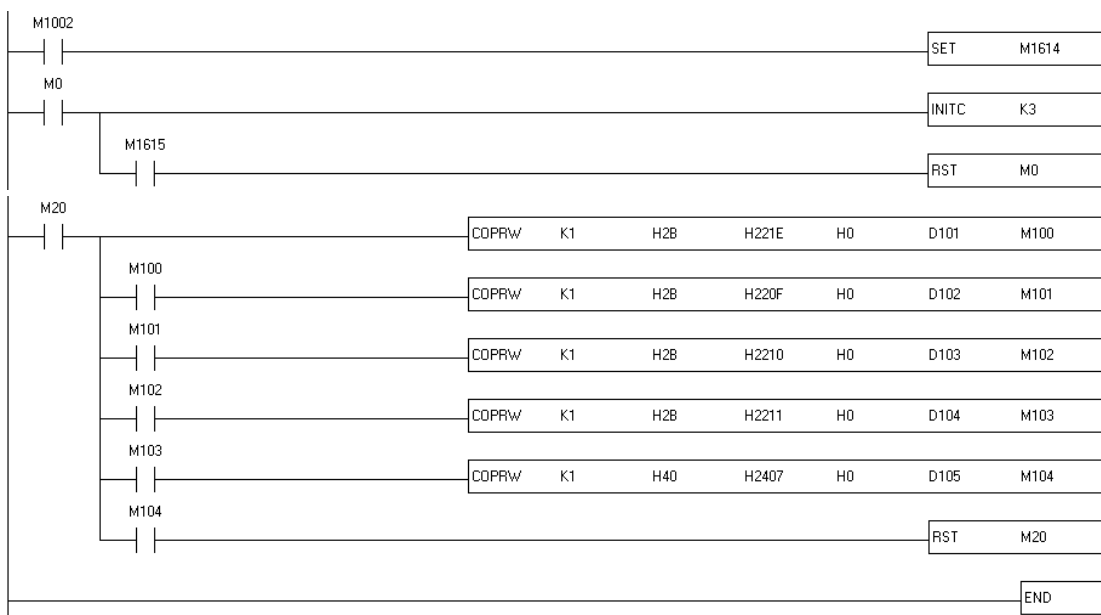 M1002
SET M1614
M0
INITC K3
M1615
RST M0
M20
COPRW K1 H2B H221E H0 D101 M100
M100
COPRW K1 H2B H220F H0 D102 M101
M101
COPRW K1 H2B H2210 H0 D103 M102
M102
COPRW K1 H2B H2211 H0 D104 M103
M103
COPRW K1 H40 H2407 H0 D105 M104
M104
RST M20
END